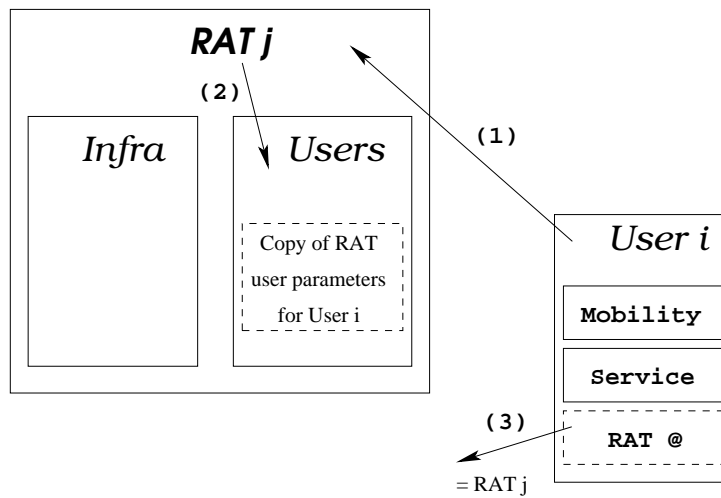 RAT j
(2)
Infra
Users
(1)
Copy of RAT
user parameters
for User i
User i
Mobility
Service
(3)
RAT @
= RAT j